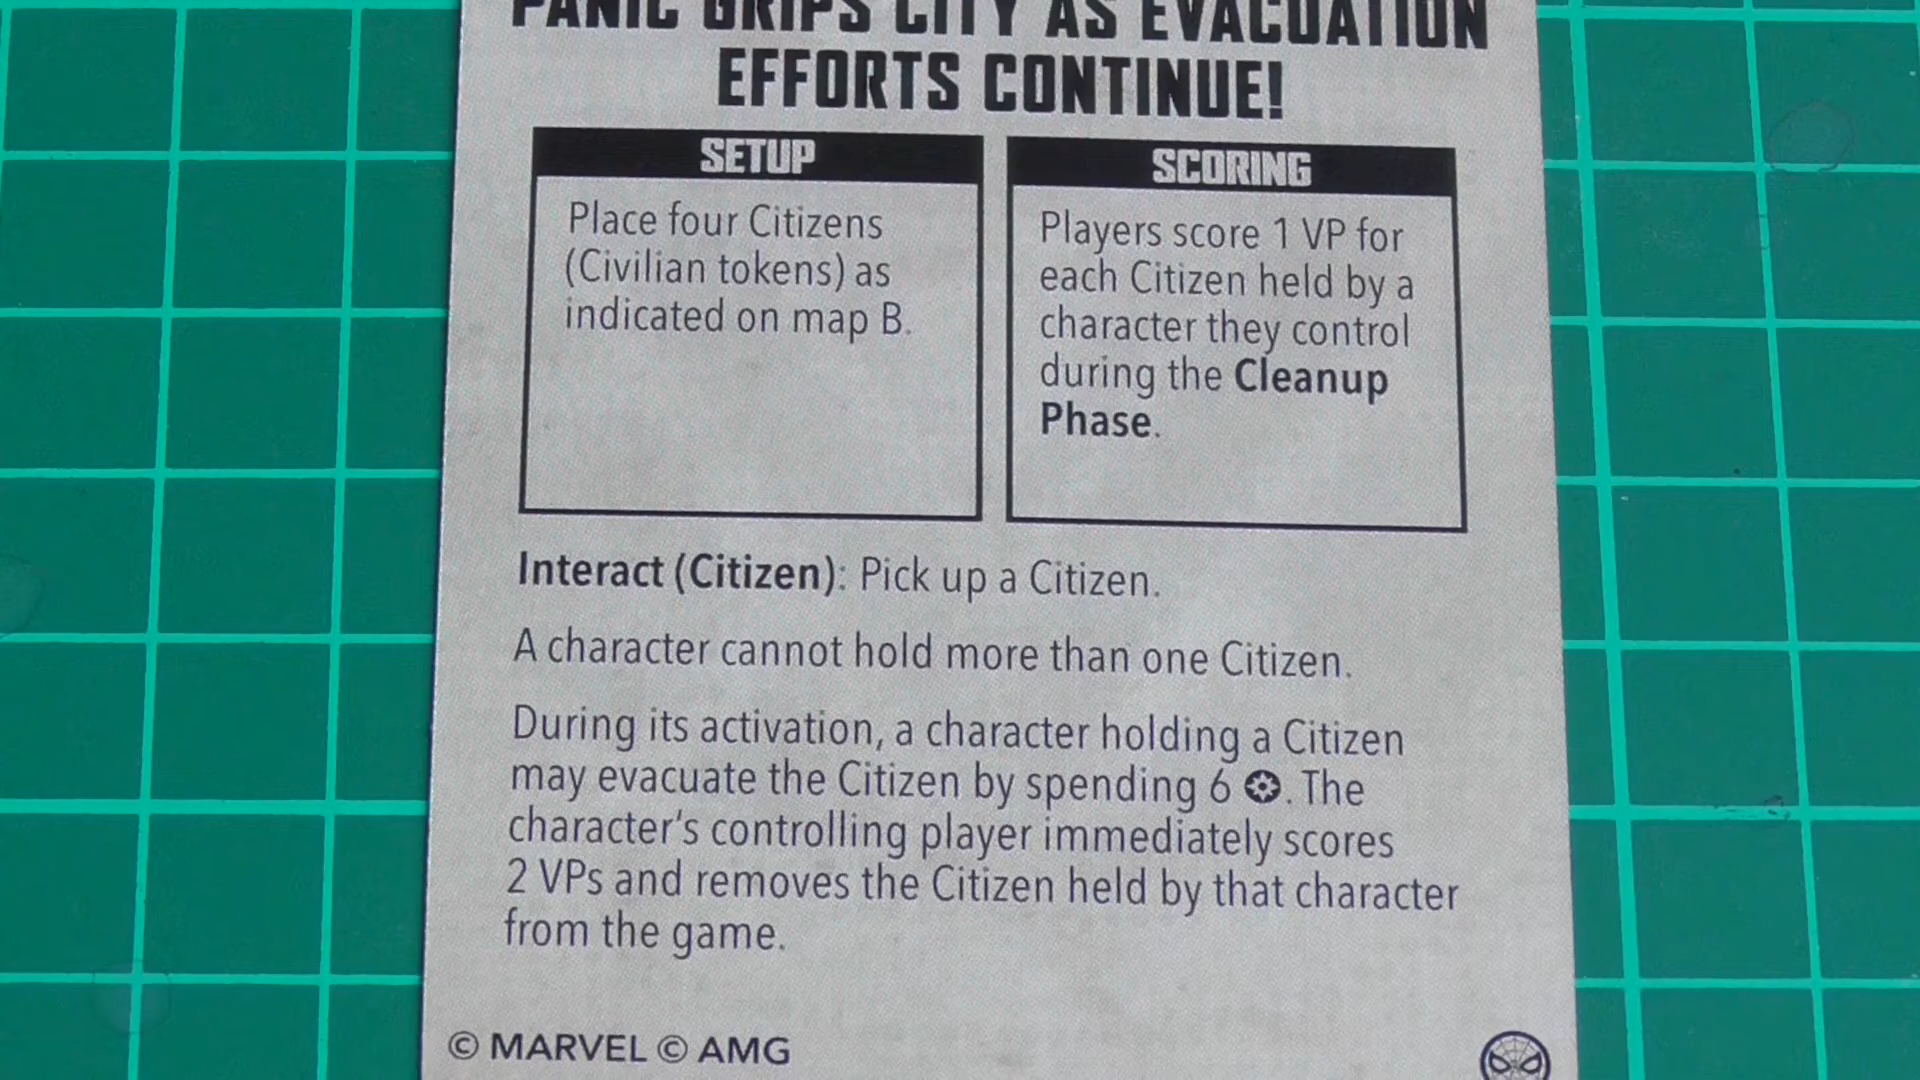 PANIC GRIPS CITY AS EVACUATION
EFFORTS CONTINUE!
SETUP
Place four Citizens
(Civilian tokens) as
indicated on map B.
SCORING
Players score 1 VP for
each Citizen held by a
character they control
during the Cleanup
Phase.
Interact (Citizen): Pick up a Citizen.
A character cannot hold more than one Citizen.
During its activation, a character holding a Citizen
may evacuate the Citizen by spending 6 . The
character's controlling player immediately scores
2 VPs and removes the Citizen held by that character
from the game.
© MARVEL © AMG